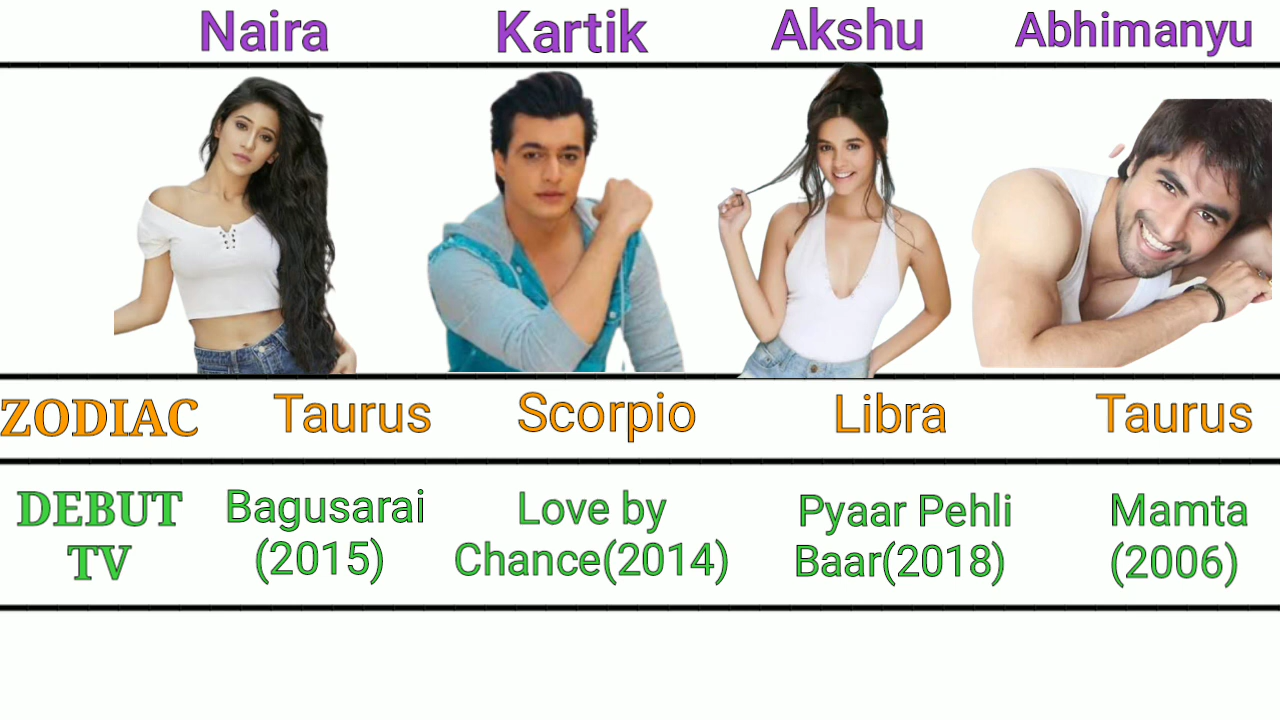 Naira Kartik Akshu Abhimanyu
ZODIAC Taurus Scorpio Libra Taurus
DEBUT
TV
Bagusarai
(2015)
Love by
Chance(2014)
Pyaar Pehli
Baar(2018)
Mamta
(2006)